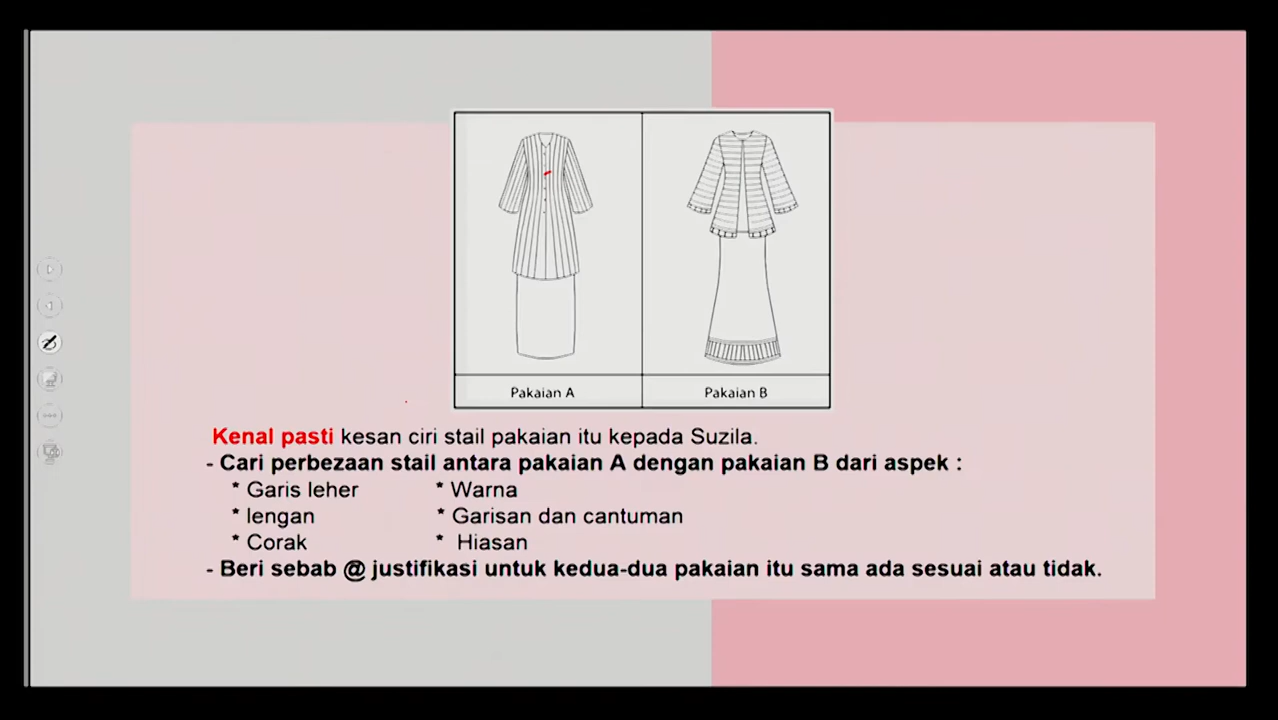 Pakaian A
Pakaian B
Kenal pasti kesan ciri stail pakaian itu kepada Suzila.
- Cari perbezaan stail antara pakaian A dengan pakaian B dari aspek :
* Garis leher * Warna
* lengan * Garisan dan cantuman
* Corak * Hiasan
- Beri sebab @ justifikasi untuk kedua-dua pakaian itu sama ada sesuai atau tidak.